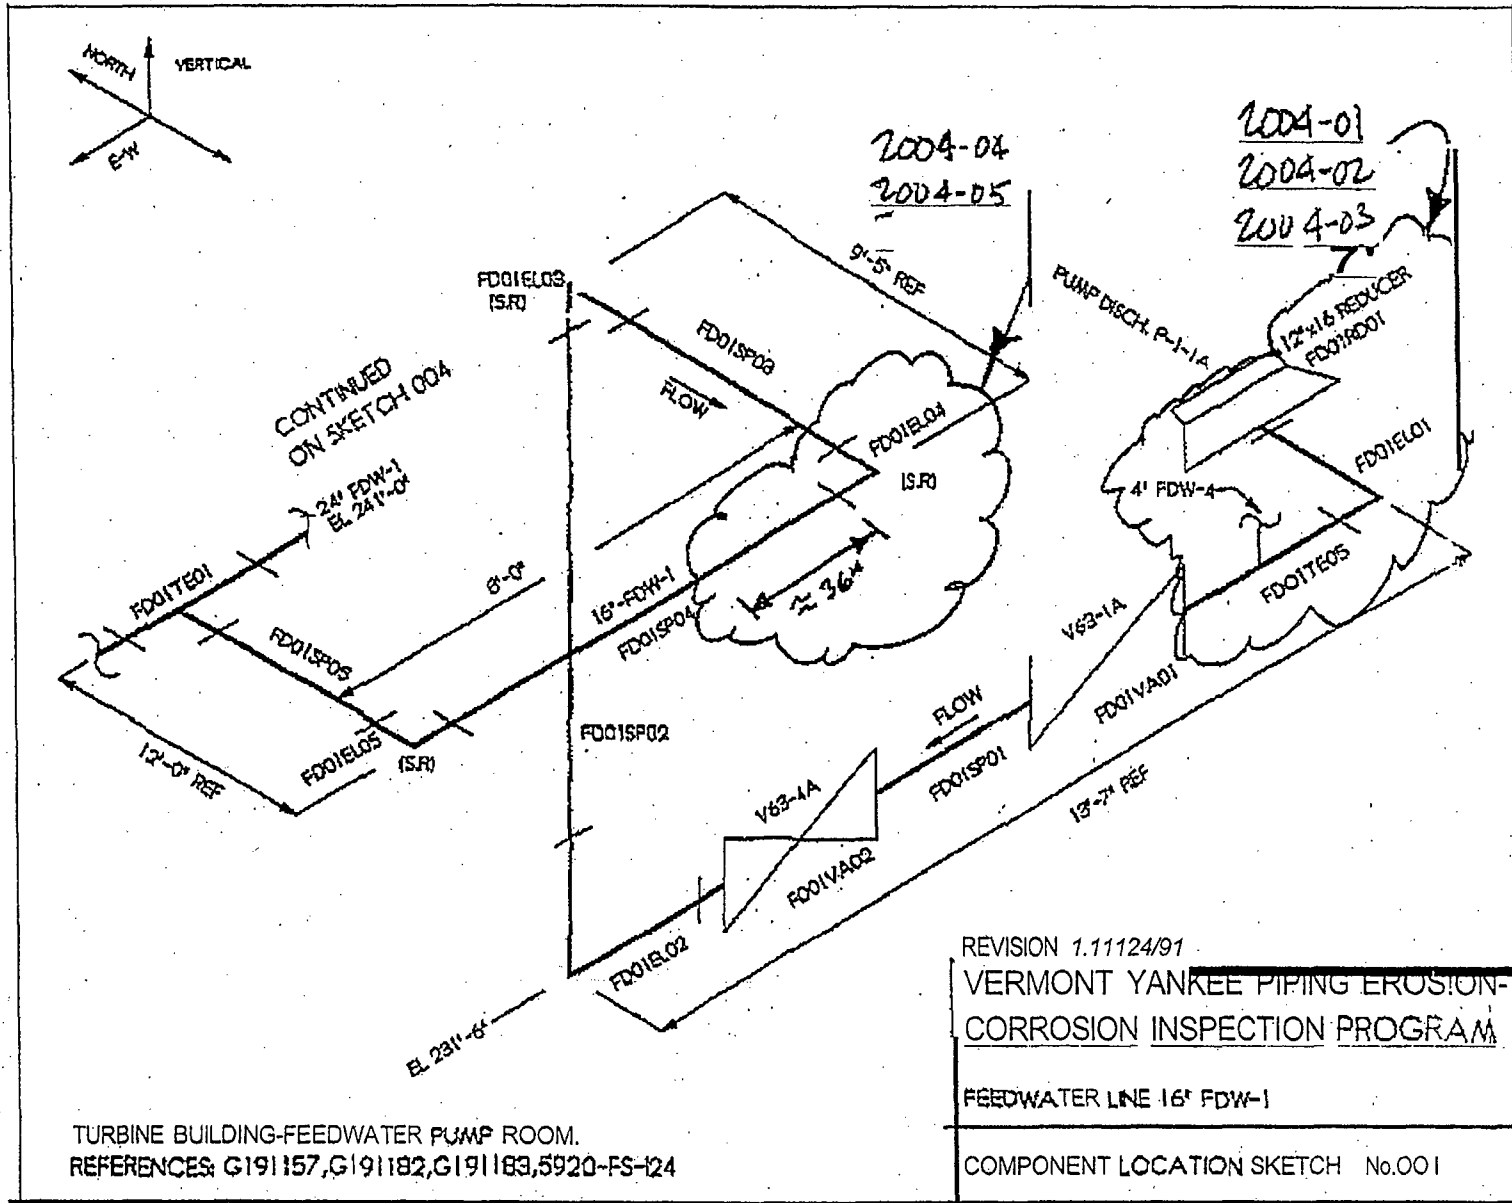 NORTH
VERTICAL
E-W
2004-04
2004-05
2004-01
2004-02
2004-03
9'-5" REF
PUMP DISCH. P-1-1A
12"x16 REDUCER
FD01RD01
FD01EL03
(S.R)
FD01SP03
FLOW
CONTINUED
ON SKETCH 004
FD01EL04
(S.R)
FD01EL01
4" FDW-4
24" FDW-1
EL 241'-0"
FD01TE01
8'-0"
16"-FDW-1
FD01SP04
≈ 36"
FD01TE05
V63-1A
FD01VA01
FD01SP05
FD01EL05
(S.R)
12'-0" REF
FD01SP02
FLOW
FD01SP01
13'-7" REF
V63-4A
FD01VA02
FD01EL02
EL 231'-6"
REVISION 1.11124/91
VERMONT YANKEE PIPING EROSION-
CORROSION INSPECTION PROGRAM
FEEDWATER LINE 16" FDW-1
COMPONENT LOCATION SKETCH No.001
TURBINE BUILDING-FEEDWATER PUMP ROOM.
REFERENCES: G191157,G191182,G191183,5920-FS-124